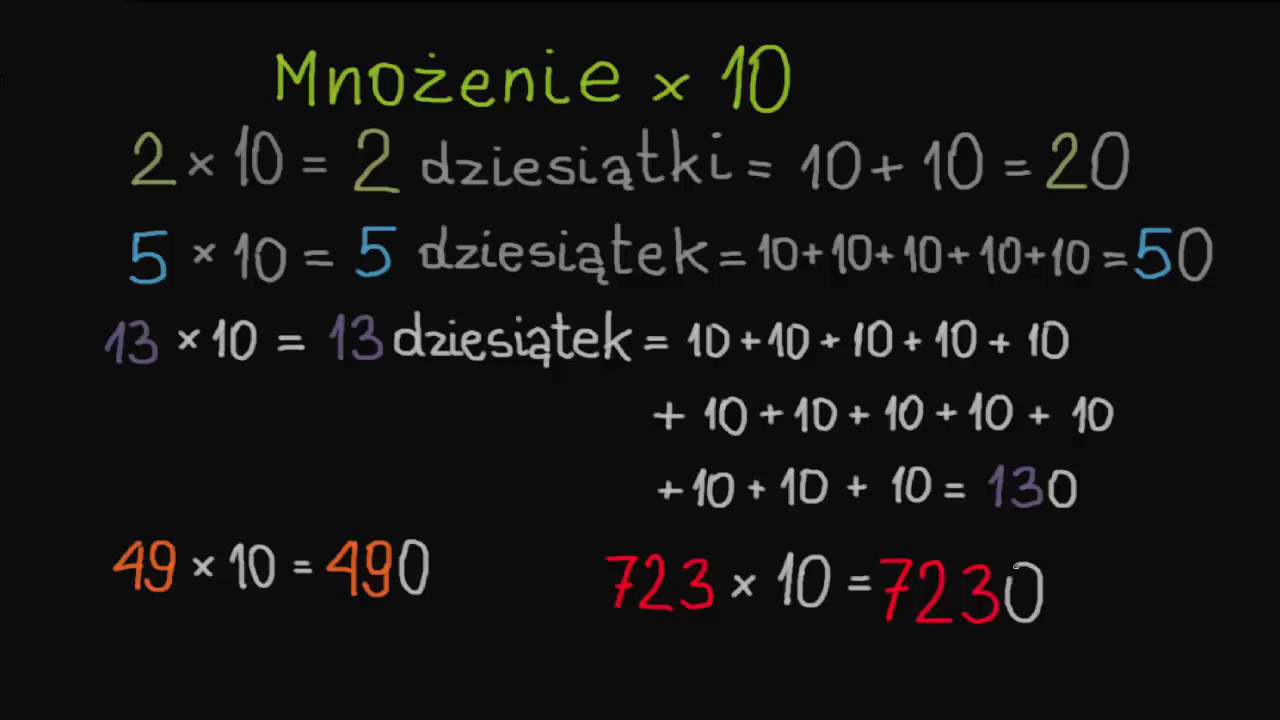 Mnożenie × 10
2 × 10 = 2 dziesiątki = 10 + 10 = 20
5 × 10 = 5 dziesiątek = 10+10+10+10+10 = 50
13 × 10 = 13 dziesiątek = 10 + 10 + 10 + 10 + 10
+ 10 + 10 + 10 + 10 + 10
+ 10 + 10 + 10 = 130
49 × 10 = 490
723 × 10 = 7230